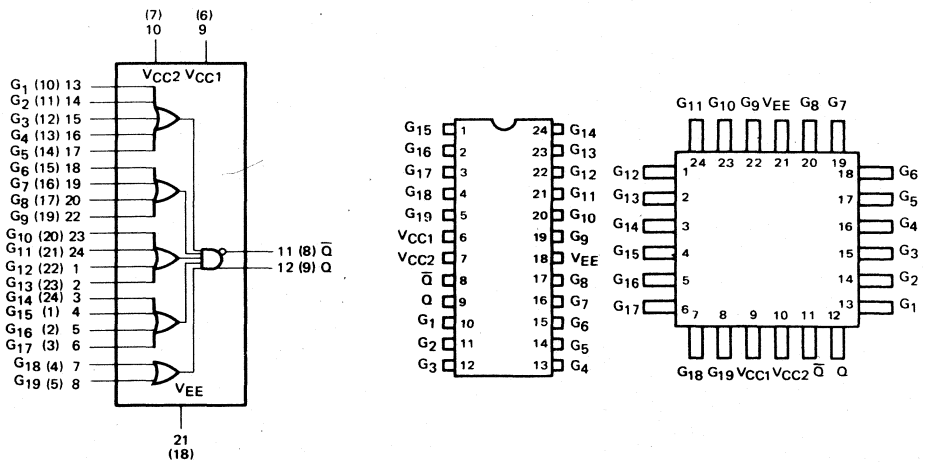 (7) (6)
10 9
VCC2 VCC1
G1 (10) 13
G2 (11) 14
G3 (12) 15
G4 (13) 16
G5 (14) 17
G6 (15) 18
G7 (16) 19
G8 (17) 20
G9 (19) 22
G10 (20) 23
G11 (21) 24
G12 (22) 1
G13 (23) 2
G14 (24) 3
G15 (1) 4
G16 (2) 5
G17 (3) 6
G18 (4) 7
G19 (5) 8
11 (8) Q̅
12 (9) Q
VEE
21
(18)
G15 1 24 G14
G16 2 23 G13
G17 3 22 G12
G18 4 21 G11
G19 5 20 G10
VCC1 6 19 G9
VCC2 7 18 VEE
Q̅ 8 17 G8
Q 9 16 G7
G1 10 15 G6
G2 11 14 G5
G3 12 13 G4
G11 G10 G9 VEE G8 G7
24 23 22 21 20 19
G12 1 18 G6
G13 2 17 G5
G14 3 16 G4
G15 4 15 G3
G16 5 14 G2
G17 6 13 G1
7 8 9 10 11 12
G18 G19 VCC1 VCC2 Q̅ Q